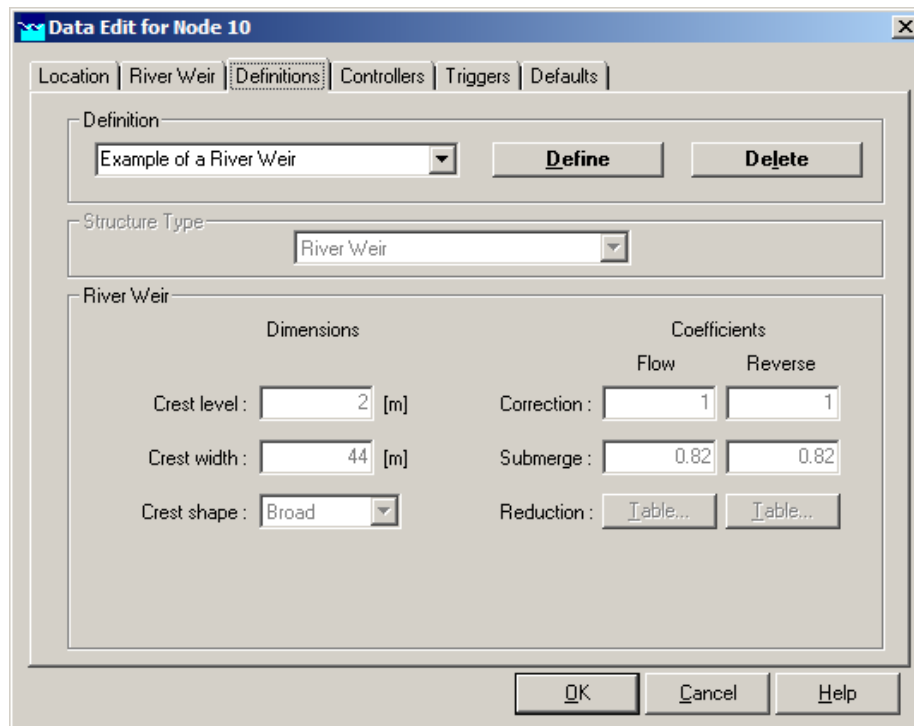 Data Edit for Node 10
Location River Weir Definitions Controllers Triggers Defaults
Definition
Example of a River Weir Define Delete
Structure Type
River Weir
River Weir
Dimensions Coefficients
Flow Reverse
Crest level : 2 [m] Correction : 1 1
Crest width : 44 [m] Submerge : 0.82 0.82
Crest shape : Broad Reduction : Table... Table...
OK Cancel Help